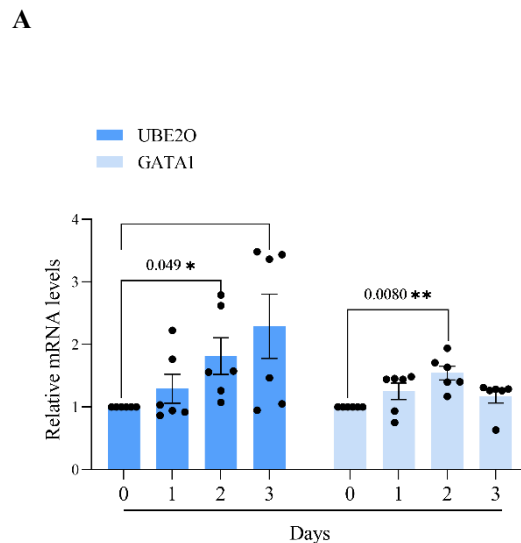 A
UBE2O
GATA1
Relative mRNA levels
4
3
2
1
0
0.049 *
0.0080 **
0 1 2 3 0 1 2 3
Days